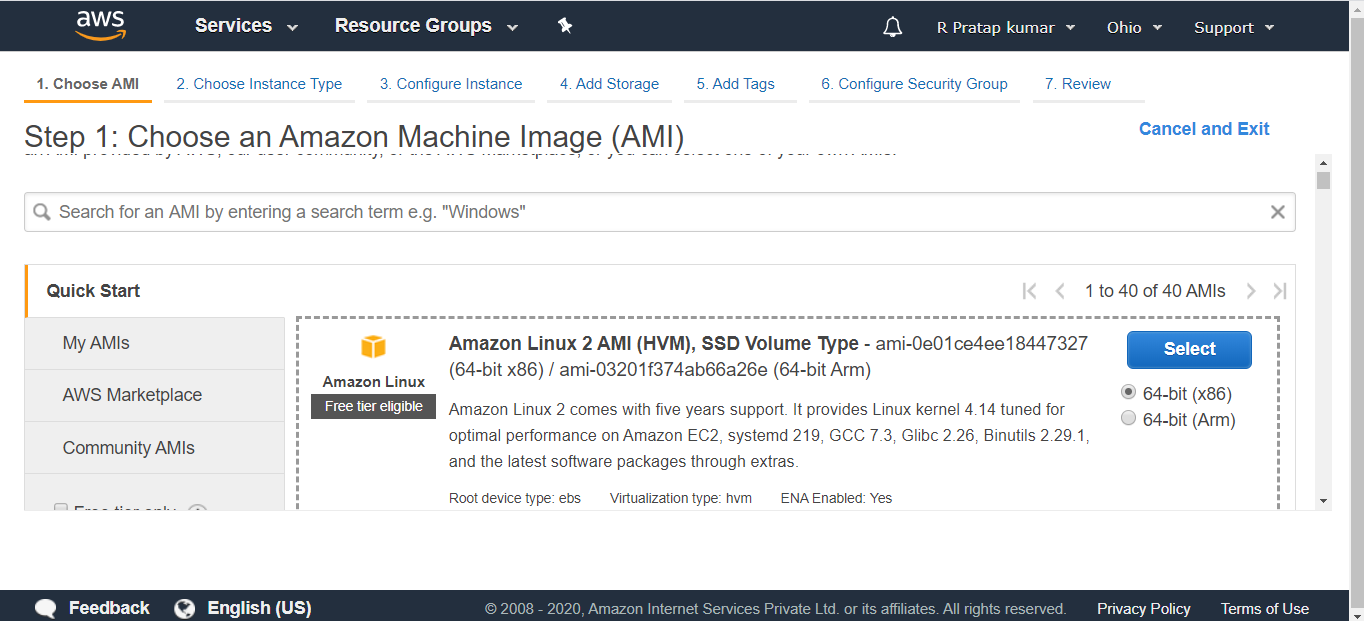 aws
Services
Resource Groups
R Pratap kumar
Ohio
Support
1. Choose AMI
2. Choose Instance Type
3. Configure Instance
4. Add Storage
5. Add Tags
6. Configure Security Group
7. Review
Step 1: Choose an Amazon Machine Image (AMI)
Cancel and Exit
Search for an AMI by entering a search term e.g. "Windows"
Quick Start
1 to 40 of 40 AMIs
My AMIs
AWS Marketplace
Community AMIs
Free tier only
Amazon Linux
Free tier eligible
Amazon Linux 2 AMI (HVM), SSD Volume Type - ami-0e01ce4ee18447327
(64-bit x86) / ami-03201f374ab66a26e (64-bit Arm)
Amazon Linux 2 comes with five years support. It provides Linux kernel 4.14 tuned for
optimal performance on Amazon EC2, systemd 219, GCC 7.3, Glibc 2.26, Binutils 2.29.1,
and the latest software packages through extras.
Root device type: ebs
Virtualization type: hvm
ENA Enabled: Yes
Select
64-bit (x86)
64-bit (Arm)
Feedback
English (US)
© 2008 - 2020, Amazon Internet Services Private Ltd. or its affiliates. All rights reserved.
Privacy Policy
Terms of Use